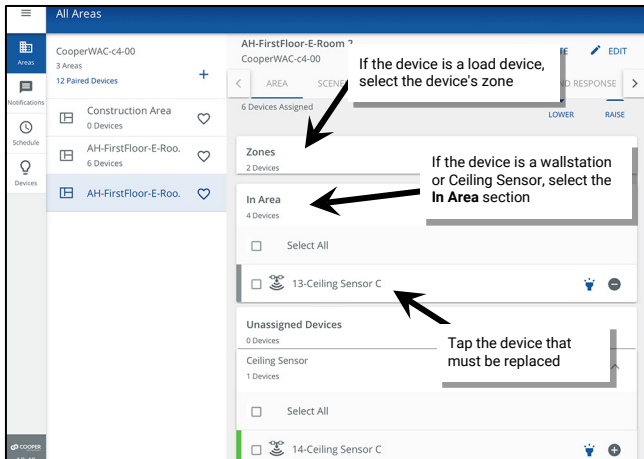 All Areas
Areas
Notifications
Schedule
Devices
COOPER
CooperWAC-c4-00
3 Areas
12 Paired Devices
+
Construction Area
0 Devices
AH-FirstFloor-E-Roo.
6 Devices
AH-FirstFloor-E-Roo.
AH-FirstFloor-E-Room 2
CooperWAC-c4-00
EDIT
AREA
6 Devices Assigned
LOWER
RAISE
If the device is a load device,
select the device's zone
Zones
2 Devices
If the device is a wallstation
or Ceiling Sensor, select the
In Area section
In Area
4 Devices
Select All
13-Ceiling Sensor C
Tap the device that
must be replaced
Unassigned Devices
0 Devices
Ceiling Sensor
1 Devices
Select All
14-Ceiling Sensor C